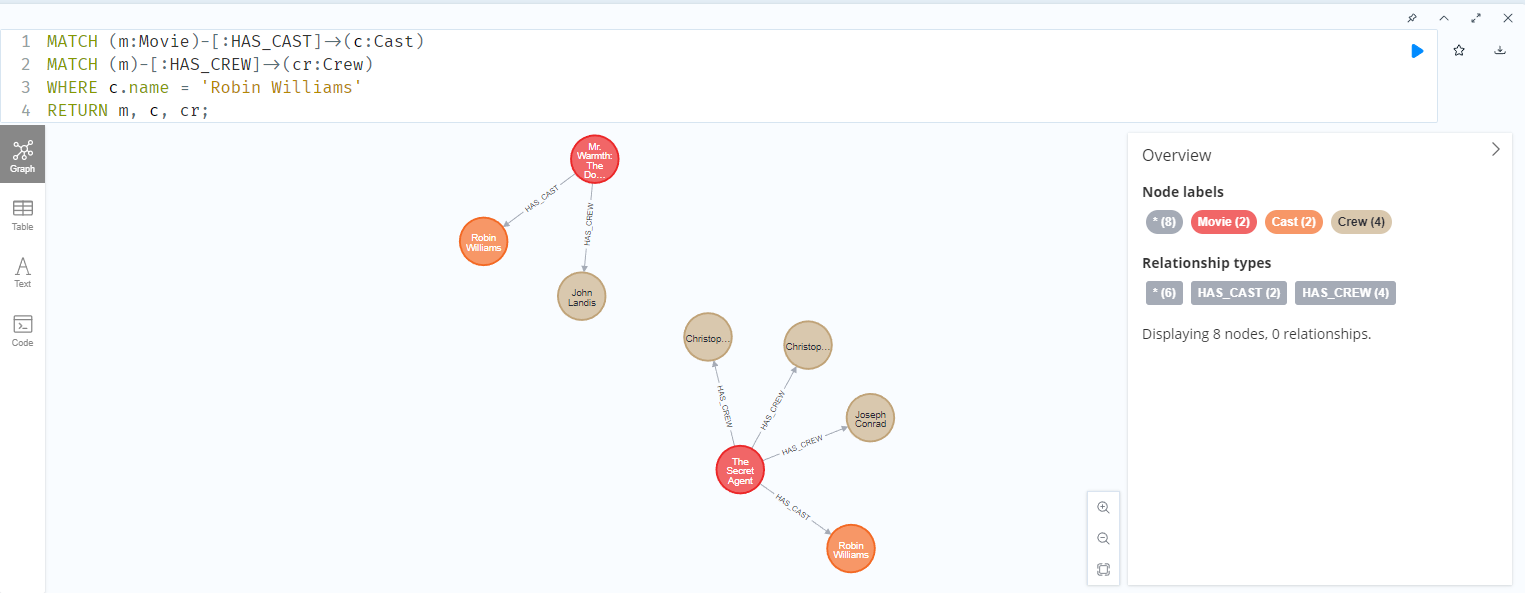 1 MATCH (m:Movie)-[:HAS_CAST]->(c:Cast)
2 MATCH (m)-[:HAS_CREW]->(cr:Crew)
3 WHERE c.name = 'Robin Williams'
4 RETURN m, c, cr;
Graph
Table
Text
Code
Mr.
Warmth:
The
Do...
HAS_CAST
HAS_CREW
Robin
Williams
John
Landis
Christop...
Christop...
HAS_CREW
HAS_CREW
Joseph
Conrad
HAS_CREW
The
Secret
Agent
HAS_CAST
Robin
Williams
Overview
Node labels
* (8) Movie (2) Cast (2) Crew (4)
Relationship types
* (6) HAS_CAST (2) HAS_CREW (4)
Displaying 8 nodes, 0 relationships.